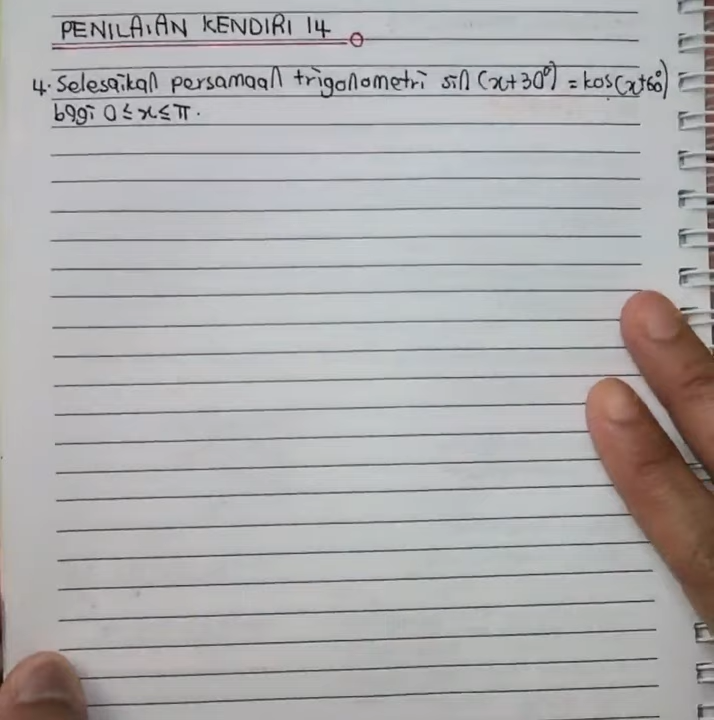 PENILAIAN KENDIRI 14
4. Selesaikan persamaan trigonometri sin (x+30°) = kos(x+60°)
bagi 0 ≤ x ≤ π.